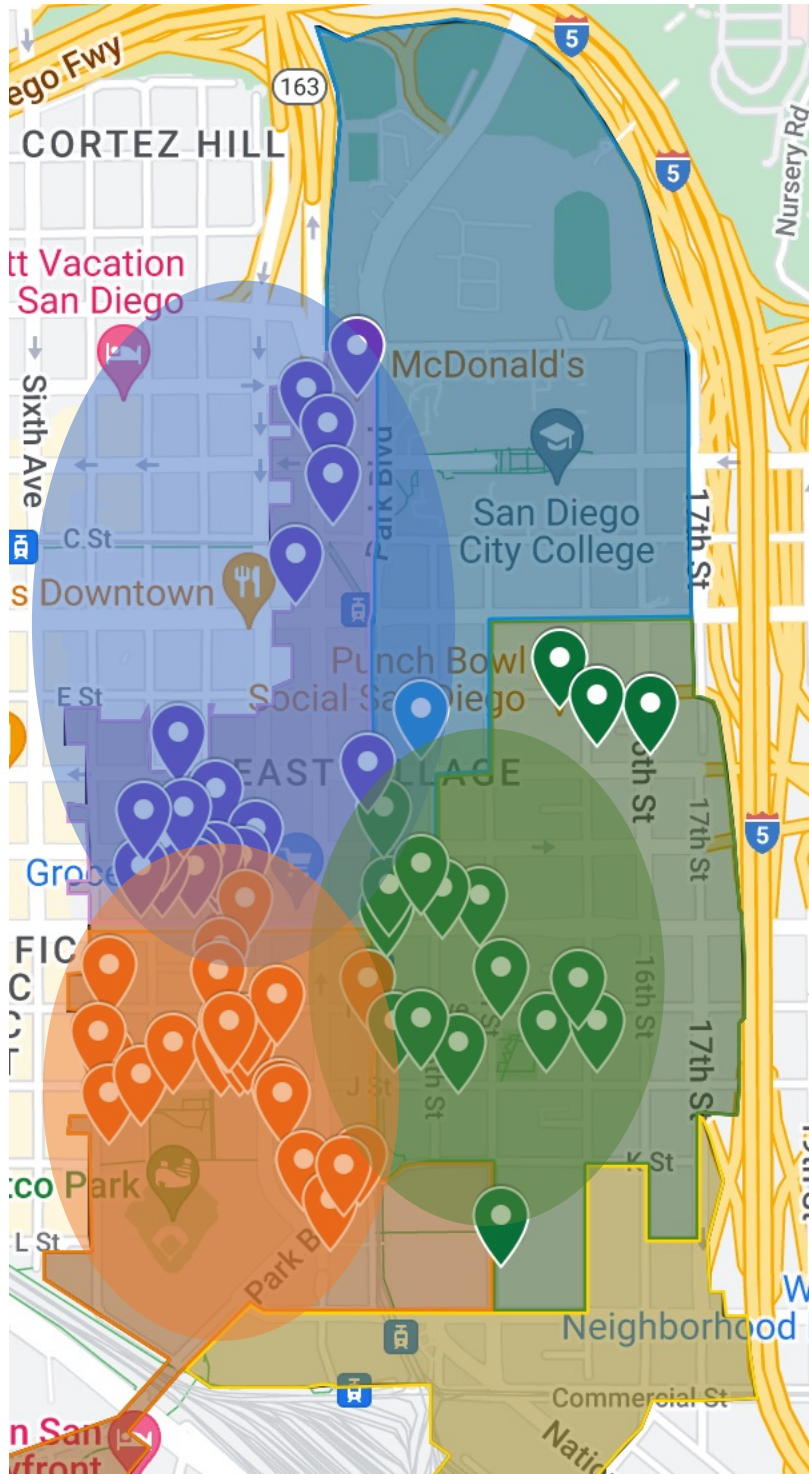 ego Fwy
163
5
CORTEZ HILL
5
Nursery Rd
tt Vacation
San Diego
McDonald's
Sixth Ave
Park Blvd
San Diego
City College
17th St
C St
s Downtown
Punch Bowl
Social San Diego
E St
EAST VILLAGE
17th St
5
Groce
FIC
C
16th St
17th St
J St
K St
tco Park
L St
Park B
W
Neighborhood
Commercial St
n San
yfront